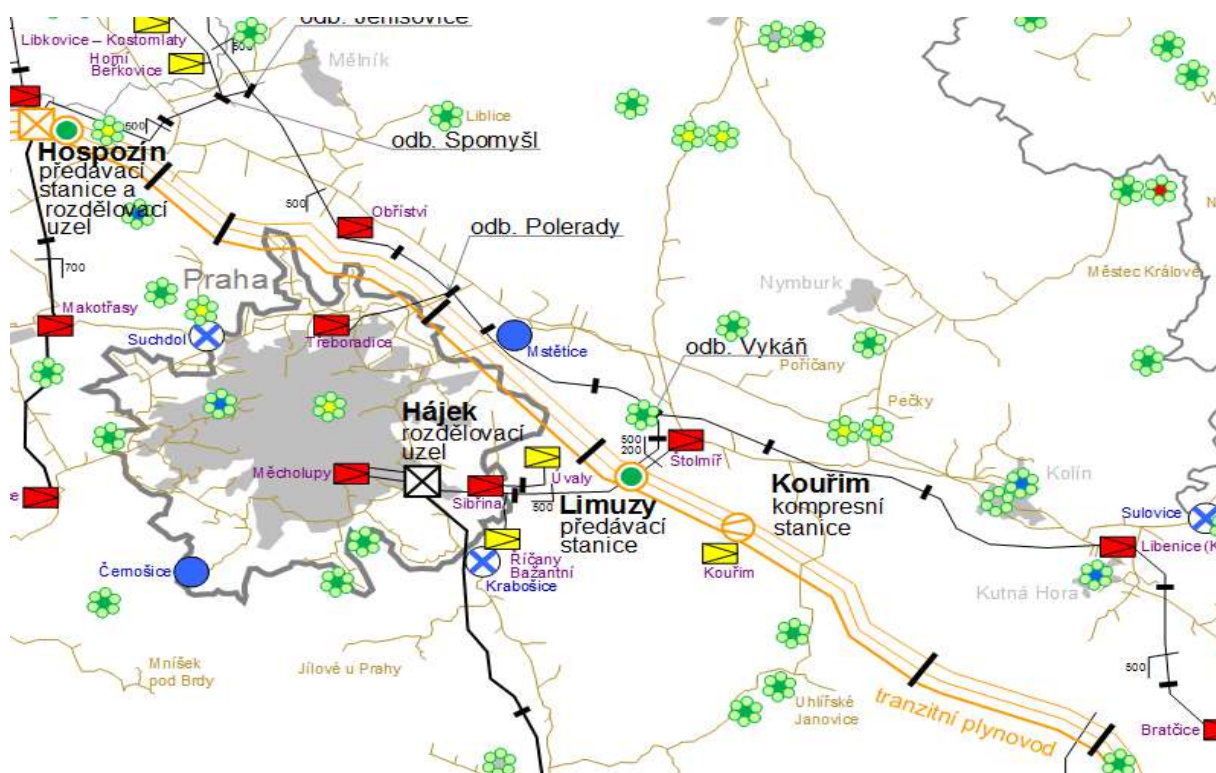 odb. Jenišovice
Libkovice – Kostomlaty
500
Horní
Beřkovice
Mělník
Liblice
500
odb. Spomyšl
Hospozín
předávací
stanice a
rozdělovací
uzel
500
Obříství
odb. Polerady
700
Praha
Městec Králové
Nymburk
Makotřasy
Suchdol
Třeboradice
Mstětice
odb. Vykáň
Poříčany
Pečky
Hájek
rozdělovací
uzel
500
200
Štolmíř
Kolín
Měcholupy
Úvaly
Sibřina
500
Limuzy
předávací
stanice
Kouřim
kompresní
stanice
Sulovice
Libenice (K
Černošice
Říčany
Bažantní
Krabošice
Kouřim
Kutná Hora
Mníšek
pod Brdy
Jílové u Prahy
500
Uhlířské
Janovice
tranzitní plynovod
Bratčice